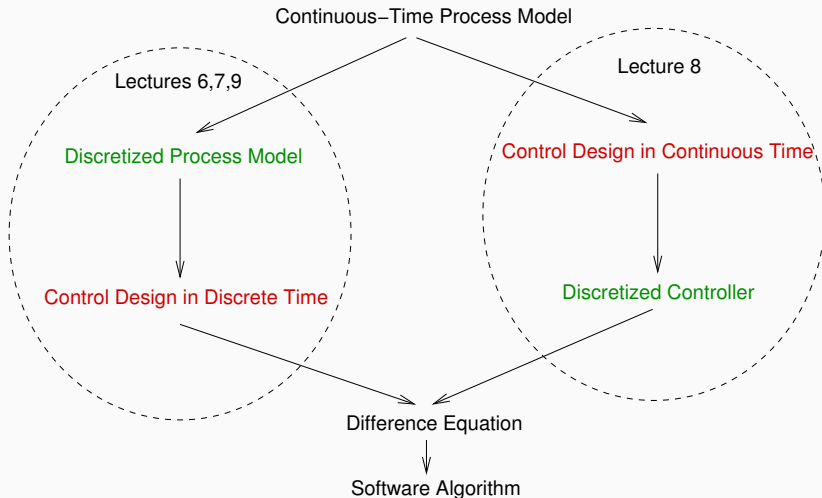 Continuous−Time Process Model
Lectures 6,7,9
Lecture 8
Discretized Process Model
Control Design in Continuous Time
Control Design in Discrete Time
Discretized Controller
Difference Equation
Software Algorithm